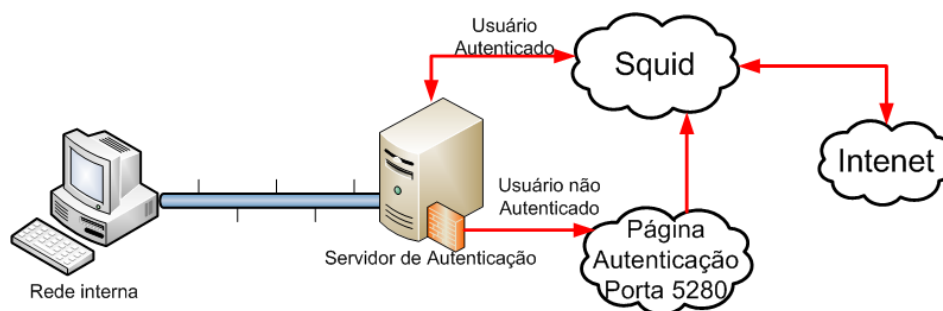 Usuário
Autenticado
Squid
Intenet
Usuário não
Autenticado
Página
Autenticação
Porta 5280
Servidor de Autenticação
Rede interna